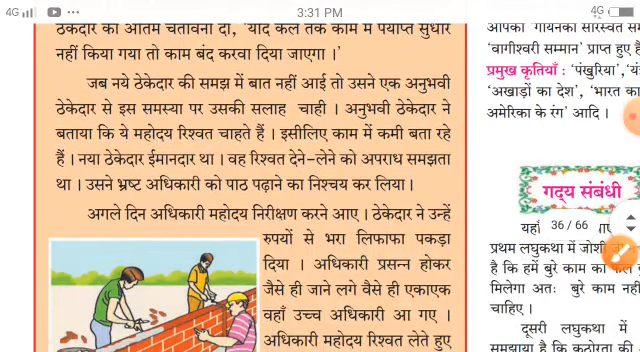 4G
3:31 PM
4G
ठेकेदार को अंतिम चेतावनी दी, 'यदि कल तक काम में पर्याप्त सुधार
नहीं किया गया तो काम बंद करवा दिया जाएगा ।'
जब नये ठेकेदार की समझ में बात नहीं आई तो उसने एक अनुभवी
ठेकेदार से इस समस्या पर उसकी सलाह चाही । अनुभवी ठेकेदार ने
बताया कि ये महोदय रिश्वत चाहते हैं । इसीलिए काम में कमी बता रहे
हैं । नया ठेकेदार ईमानदार था । वह रिश्वत देने-लेने को अपराध समझता
था । उसने भ्रष्ट अधिकारी को पाठ पढ़ाने का निश्चय कर लिया।
अगले दिन अधिकारी महोदय निरीक्षण करने आए । ठेकेदार ने उन्हें
रुपयों से भरा लिफाफा पकड़ा
दिया । अधिकारी प्रसन्न होकर
जैसे ही जाने लगे वैसे ही एकाएक
वहाँ उच्च अधिकारी आ गए ।
अधिकारी महोदय रिश्वत लेते हुए
आपको 'गायनका सारस्वत
'वागीश्वरी सम्मान' प्राप्त हुए
प्रमुख कृतियाँ : 'पंखुरिया',
'अखाड़ों का देश', 'भारत का
अमेरिका के रंग' आदि ।
गद्य संबंधी
यहाँ
36 / 66
प्रथम लघुकथा में जोशी
है कि हमें बुरे काम का
मिलेगा अतः बुरे काम नहीं
चाहिए ।
दूसरी लघुकथा में
समझाया है कि कठोरता की